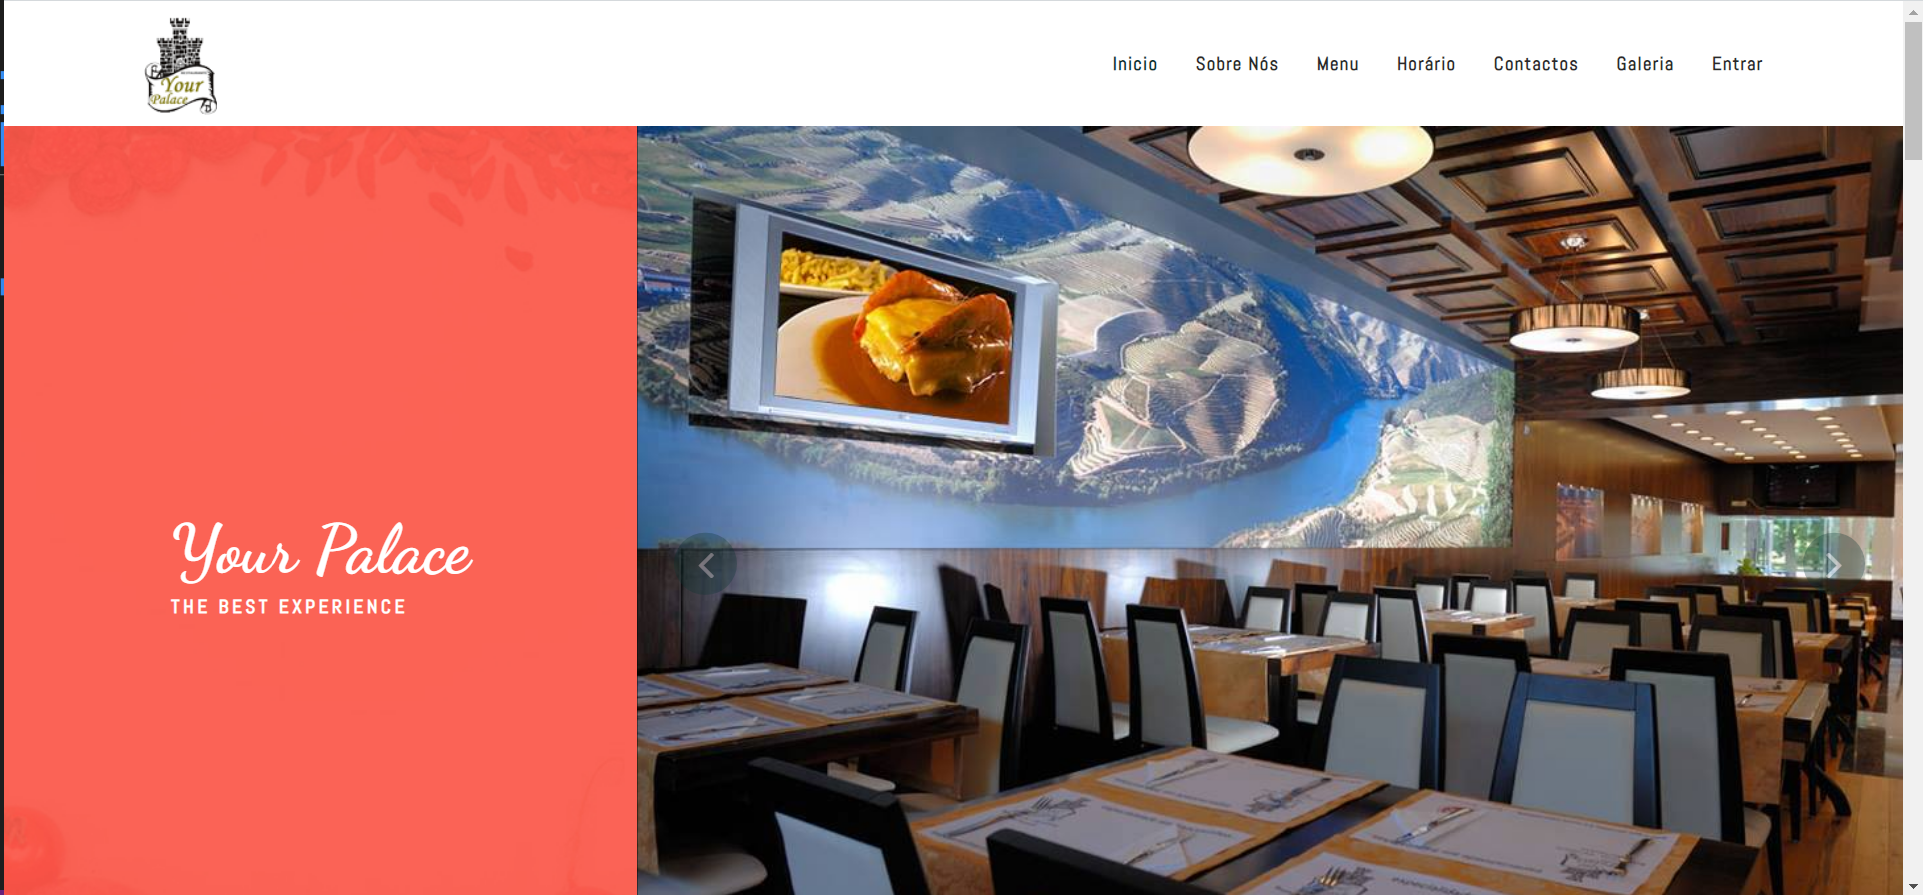 Your
Palace
Inicio Sobre Nós Menu Horário Contactos Galeria Entrar
Your Palace
THE BEST EXPERIENCE